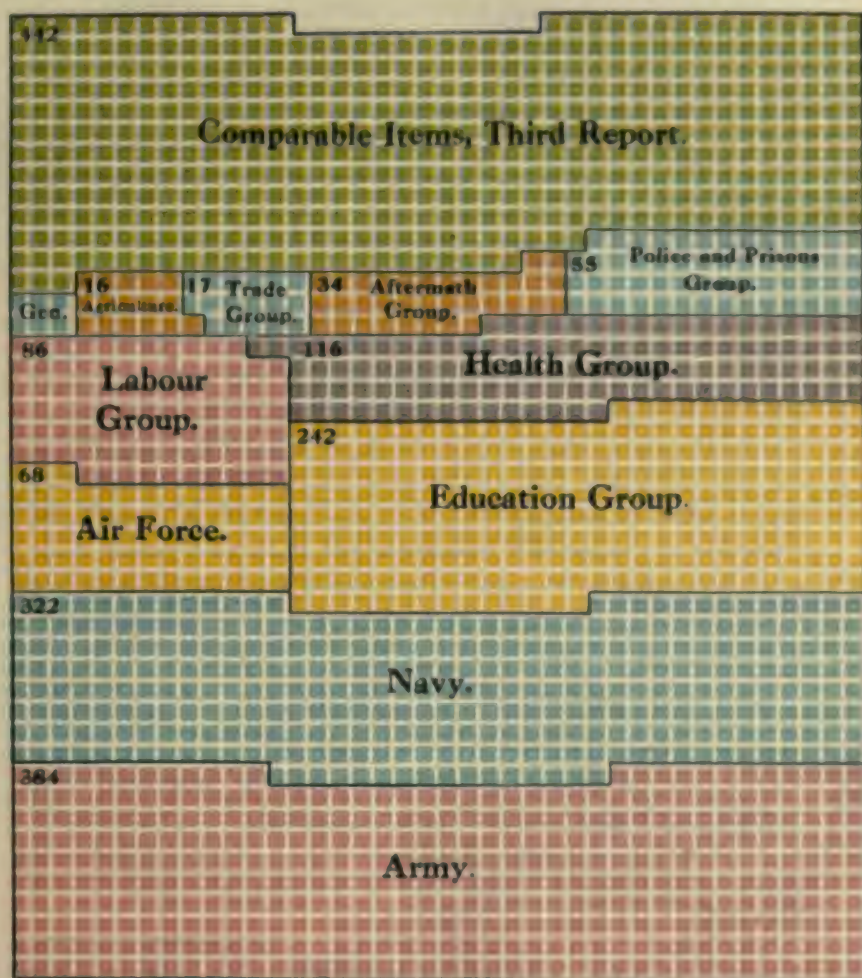 442
Comparable Items, Third Report.
Gen.
16
Agriculture.
17 Trade
Group.
34 Aftermath
Group.
55 Police and Prisons
Group.
86
Labour
Group.
116
Health Group.
68
Air Force.
242
Education Group.
322
Navy.
384
Army.